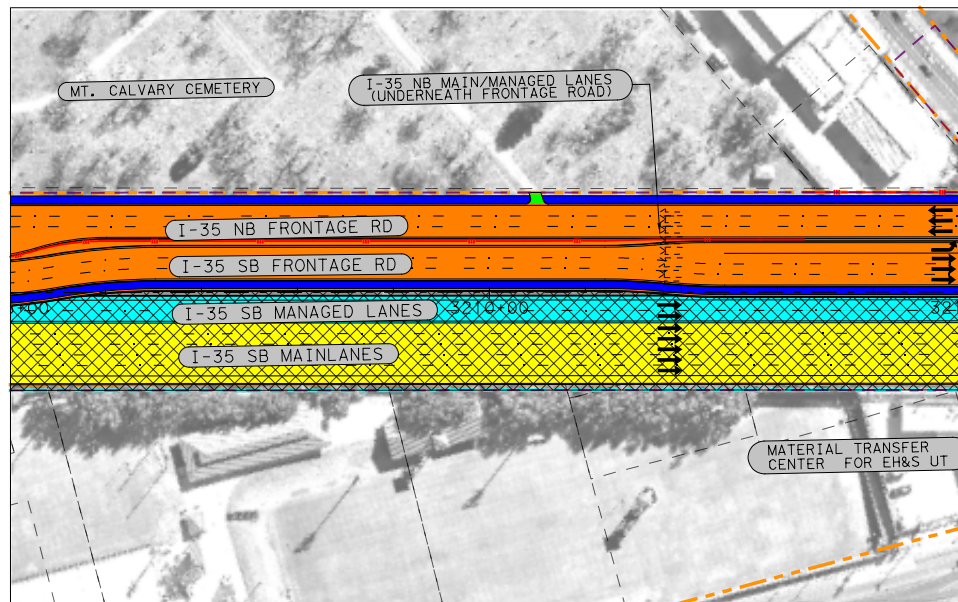 MT. CALVARY CEMETERY
I-35 NB MAIN/MANAGED LANES
(UNDERNEATH FRONTAGE ROAD)
I-35 NB FRONTAGE RD
I-35 SB FRONTAGE RD
I-35 SB MANAGED LANES
3210+00
I-35 SB MAINLANES
MATERIAL TRANSFER
CENTER FOR EH&S UT